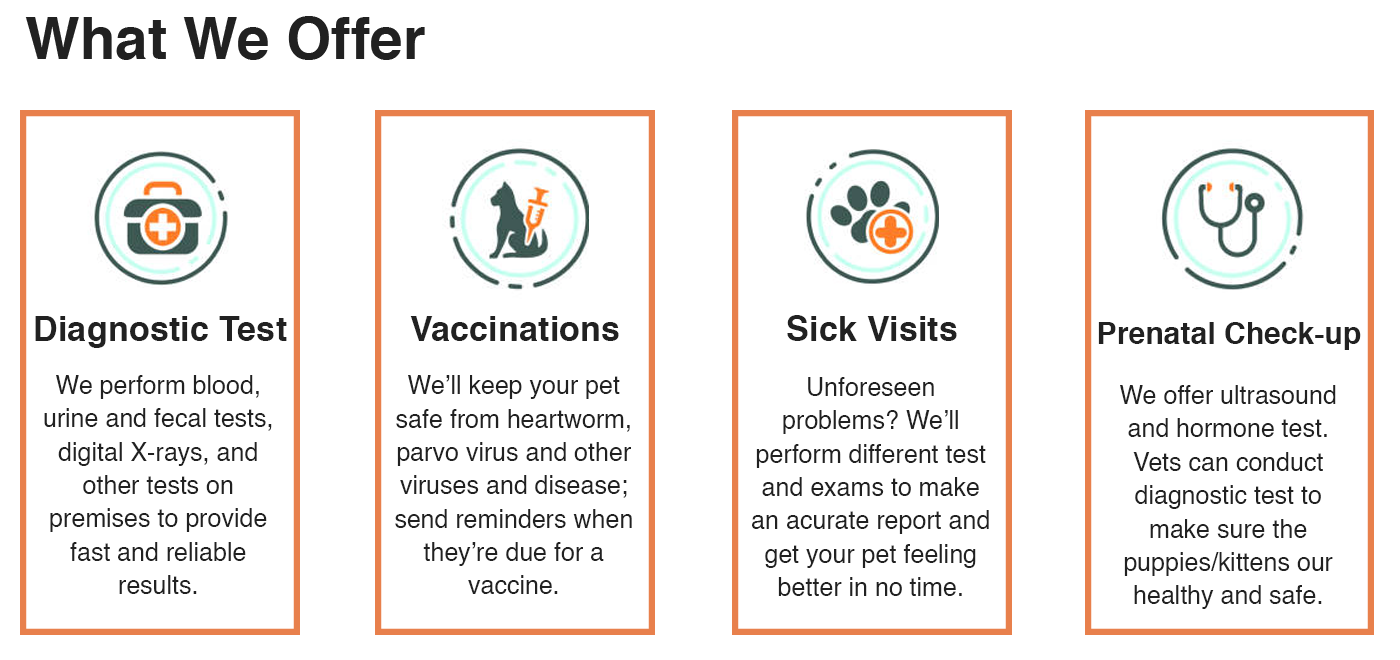 What We Offer
Diagnostic Test
We perform blood,
urine and fecal tests,
digital X-rays, and
other tests on
premises to provide
fast and reliable
results.
Vaccinations
We’ll keep your pet
safe from heartworm,
parvo virus and other
viruses and disease;
send reminders when
they’re due for a
vaccine.
Sick Visits
Unforeseen
problems? We’ll
perform different test
and exams to make
an acurate report and
get your pet feeling
better in no time.
Prenatal Check-up
We offer ultrasound
and hormone test.
Vets can conduct
diagnostic test to
make sure the
puppies/kittens our
healthy and safe.